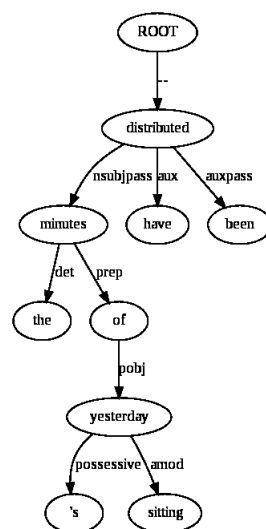 ROOT
--
distributed
nsubjpass aux auxpass
minutes have been
det prep
the of
pobj
yesterday
possessive amod
's sitting